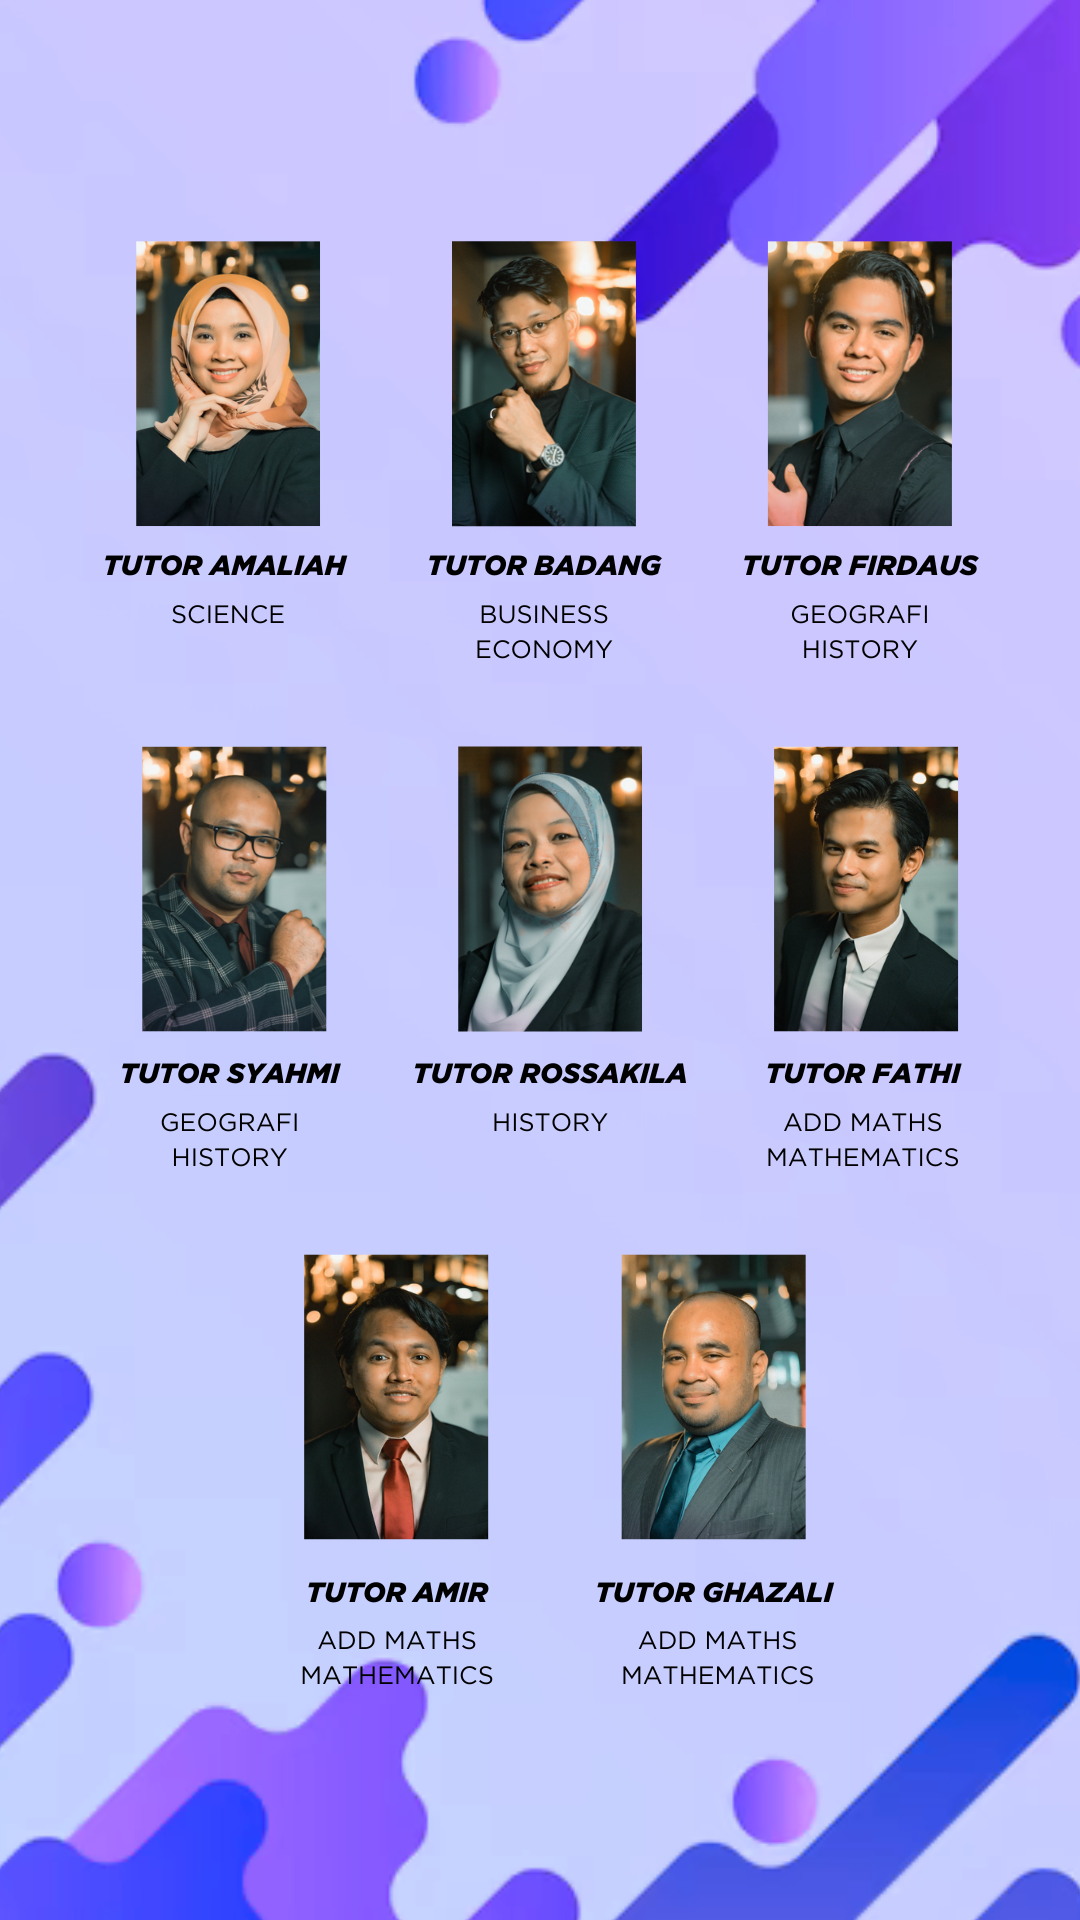 TUTOR AMALIAH
SCIENCE
TUTOR BADANG
BUSINESS
ECONOMY
TUTOR FIRDAUS
GEOGRAFI
HISTORY
TUTOR SYAHMI
GEOGRAFI
HISTORY
TUTOR ROSSAKILA
HISTORY
TUTOR FATHI
ADD MATHS
MATHEMATICS
TUTOR AMIR
ADD MATHS
MATHEMATICS
TUTOR GHAZALI
ADD MATHS
MATHEMATICS